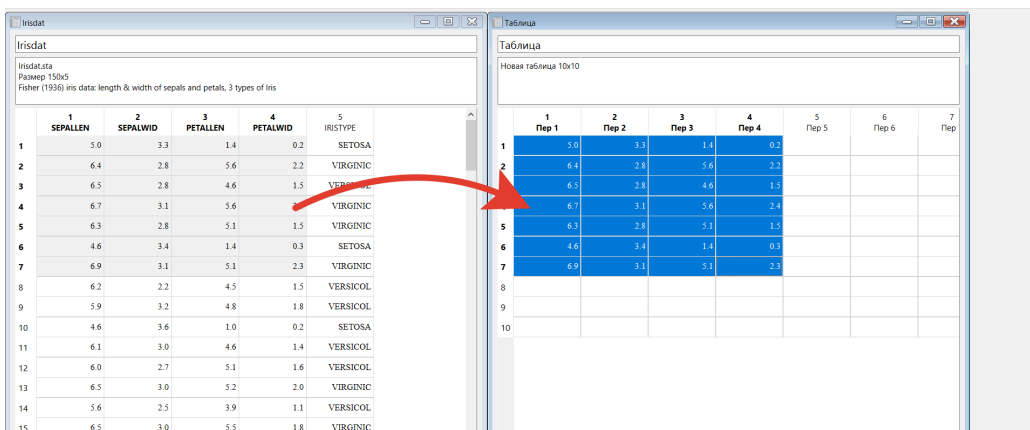 Irisdat
Irisdat
Irisdat.sta
Размер 150x5
Fisher (1936) iris data: length & width of sepals and petals, 3 types of Iris
1 2 3 4 5
SEPALLEN SEPALWID PETALLEN PETALWID IRISTYPE
1 5.0 3.3 1.4 0.2 SETOSA
2 6.4 2.8 5.6 2.2 VIRGINIC
3 6.5 2.8 4.6 1.5 VERSICOL
4 6.7 3.1 5.6 VIRGINIC
5 6.3 2.8 5.1 1.5 VIRGINIC
6 4.6 3.4 1.4 0.3 SETOSA
7 6.9 3.1 5.1 2.3 VIRGINIC
8 6.2 2.2 4.5 1.5 VERSICOL
9 5.9 3.2 4.8 1.8 VERSICOL
10 4.6 3.6 1.0 0.2 SETOSA
11 6.1 3.0 4.6 1.4 VERSICOL
12 6.0 2.7 5.1 1.6 VERSICOL
13 6.5 3.0 5.2 2.0 VIRGINIC
14 5.6 2.5 3.9 1.1 VERSICOL
15 6.5 3.0 5.5 1.8 VIRGINIC
Таблица
Таблица
Новая таблица 10x10
1 2 3 4 5 6 7
Пер 1 Пер 2 Пер 3 Пер 4 Пер 5 Пер 6 Пер
1 5.0 3.3 1.4 0.2
2 6.4 2.8 5.6 2.2
3 6.5 2.8 4.6 1.5
6.7 3.1 5.6 2.4
5 6.3 2.8 5.1 1.5
6 4.6 3.4 1.4 0.3
7 6.9 3.1 5.1 2.3
8
9
10